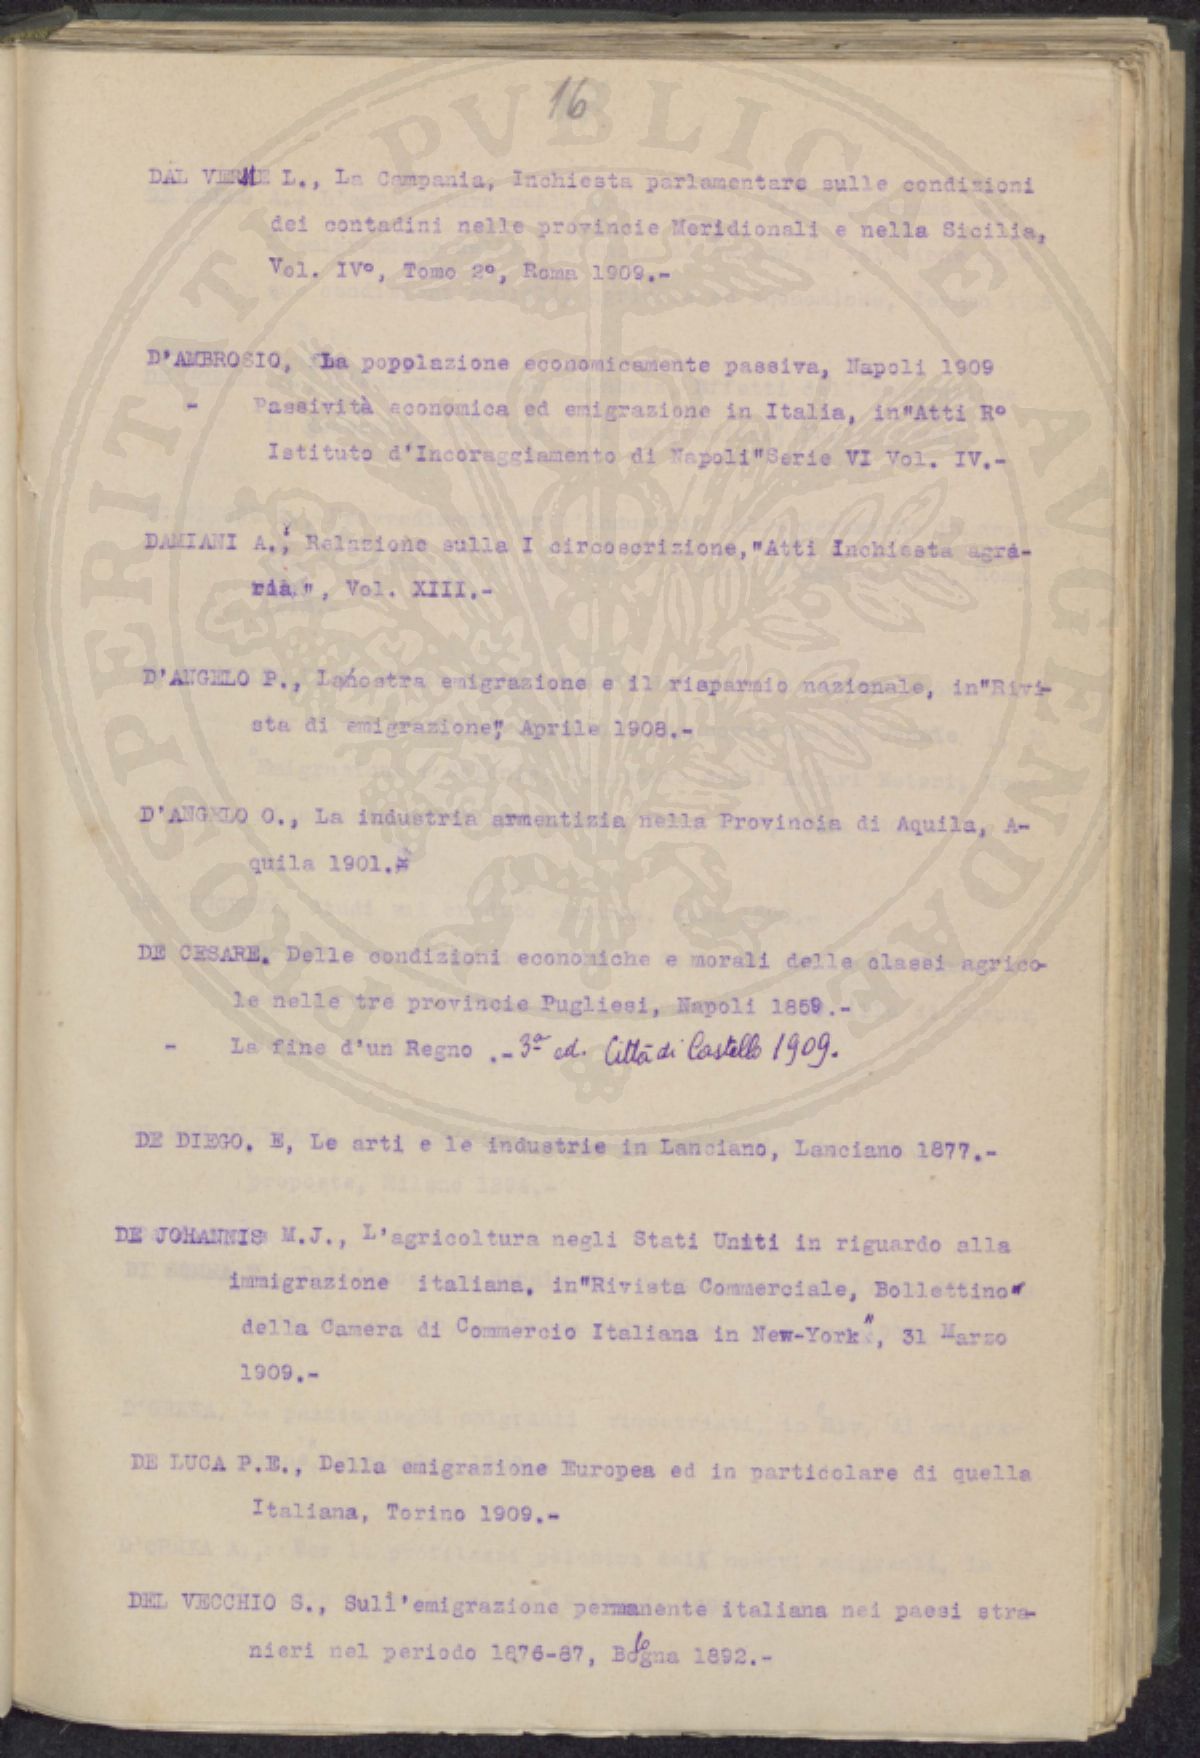 16
DAL VERME L., La Campania, Inchiesta parlamentare sulle condizioni
dei contadini nelle provincie Meridionali e nella Sicilia,
Vol. IVº, Tomo 2º, Roma 1909.-
D'AMBROSIO, La popolazione economicamente passiva, Napoli 1909
- Passività economica ed emigrazione in Italia, in"Atti Rº
Istituto d'Incoraggiamento di Napoli"Serie VI Vol. IV.-
DAMIANI A., Relazione sulla I circoscrizione,"Atti Inchiesta agra-
ria", Vol. XIII.-
D'ANGELO P., La nostra emigrazione e il risparmio nazionale, in"Rivi-
sta di emigrazione", Aprile 1908.-
D'ANGELO O., La industria armentizia nella Provincia di Aquila, A-
quila 1901.-
DE CESARE. Delle condizioni economiche e morali delle classi agrico-
le nelle tre provincie Pugliesi, Napoli 1859.-
- La fine d'un Regno .- 3ª ed. Città di Castello 1909.
DE DIEGO. E, Le arti e le industrie in Lanciano, Lanciano 1877.-
DE JOHANNIS M.J., L'agricoltura negli Stati Uniti in riguardo alla
immigrazione italiana, in"Rivista Commerciale, Bollettino
della Camera di Commercio Italiana in New-York", 31 Marzo
1909.-
DE LUCA P.E., Della emigrazione Europea ed in particolare di quella
Italiana, Torino 1909.-
DEL VECCHIO S., Sull'emigrazione permanente italiana nei paesi stra-
nieri nel periodo 1876-87, Bologna 1892.-
PUBLICAE AUGENDAE PROSPERITATI